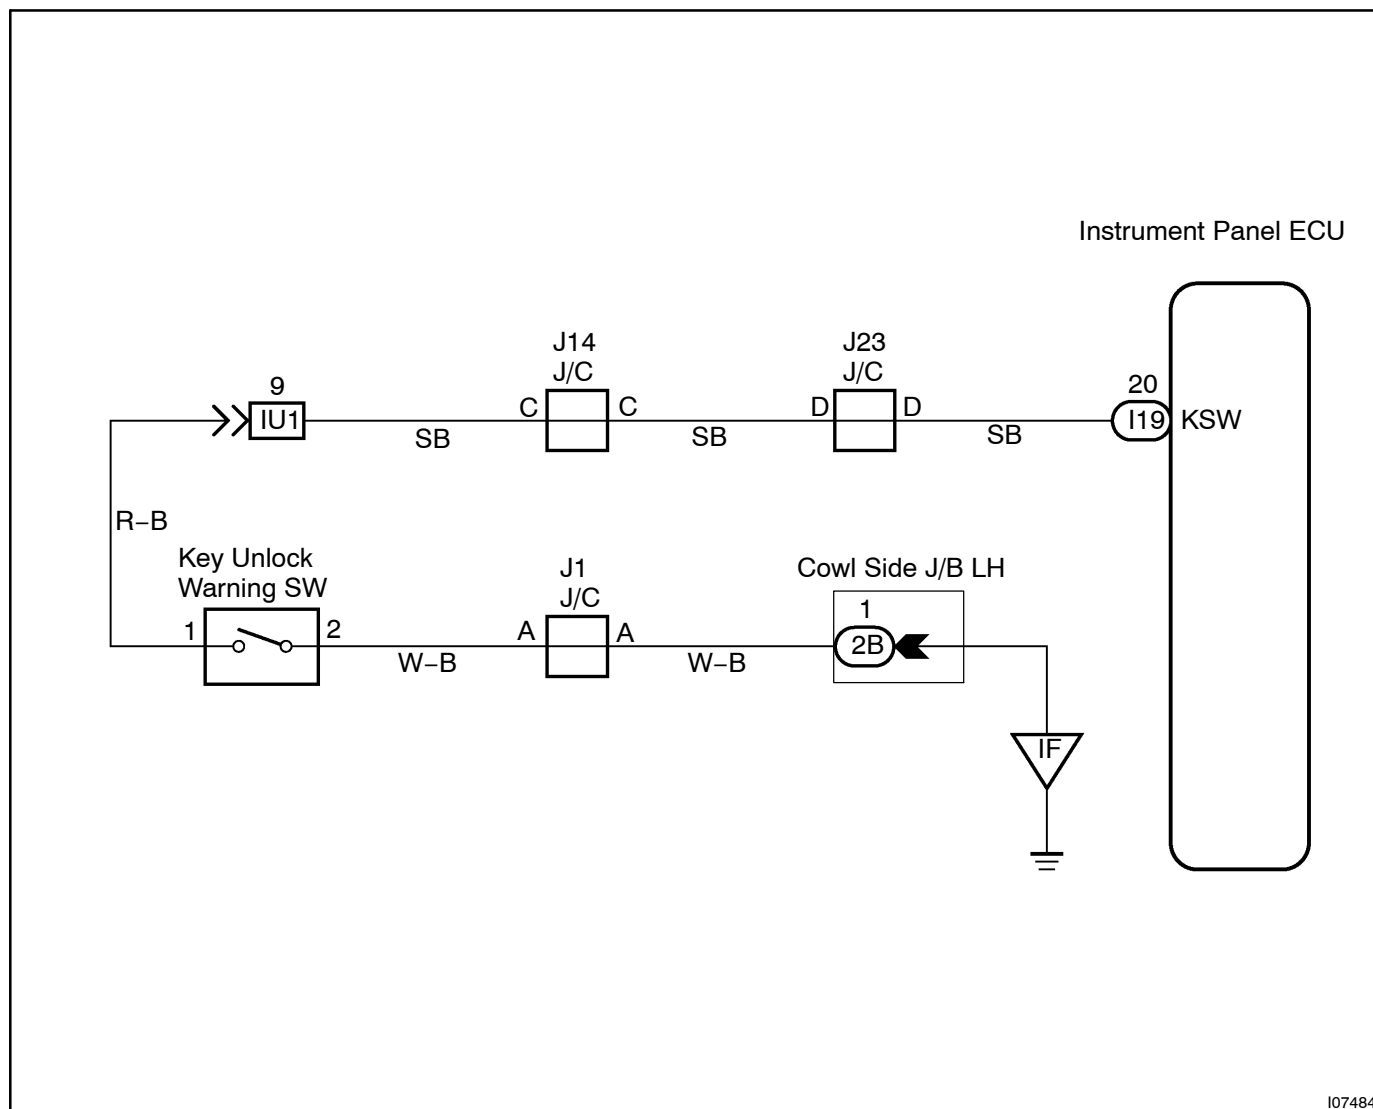 Instrument Panel ECU
J14
J/C
J23
J/C
9
IU1
SB
C
C
SB
D
D
SB
20
I19
KSW
R–B
Key Unlock
Warning SW
1
2
W–B
J1
J/C
A
A
W–B
Cowl Side J/B LH
1
2B
IF
I07484